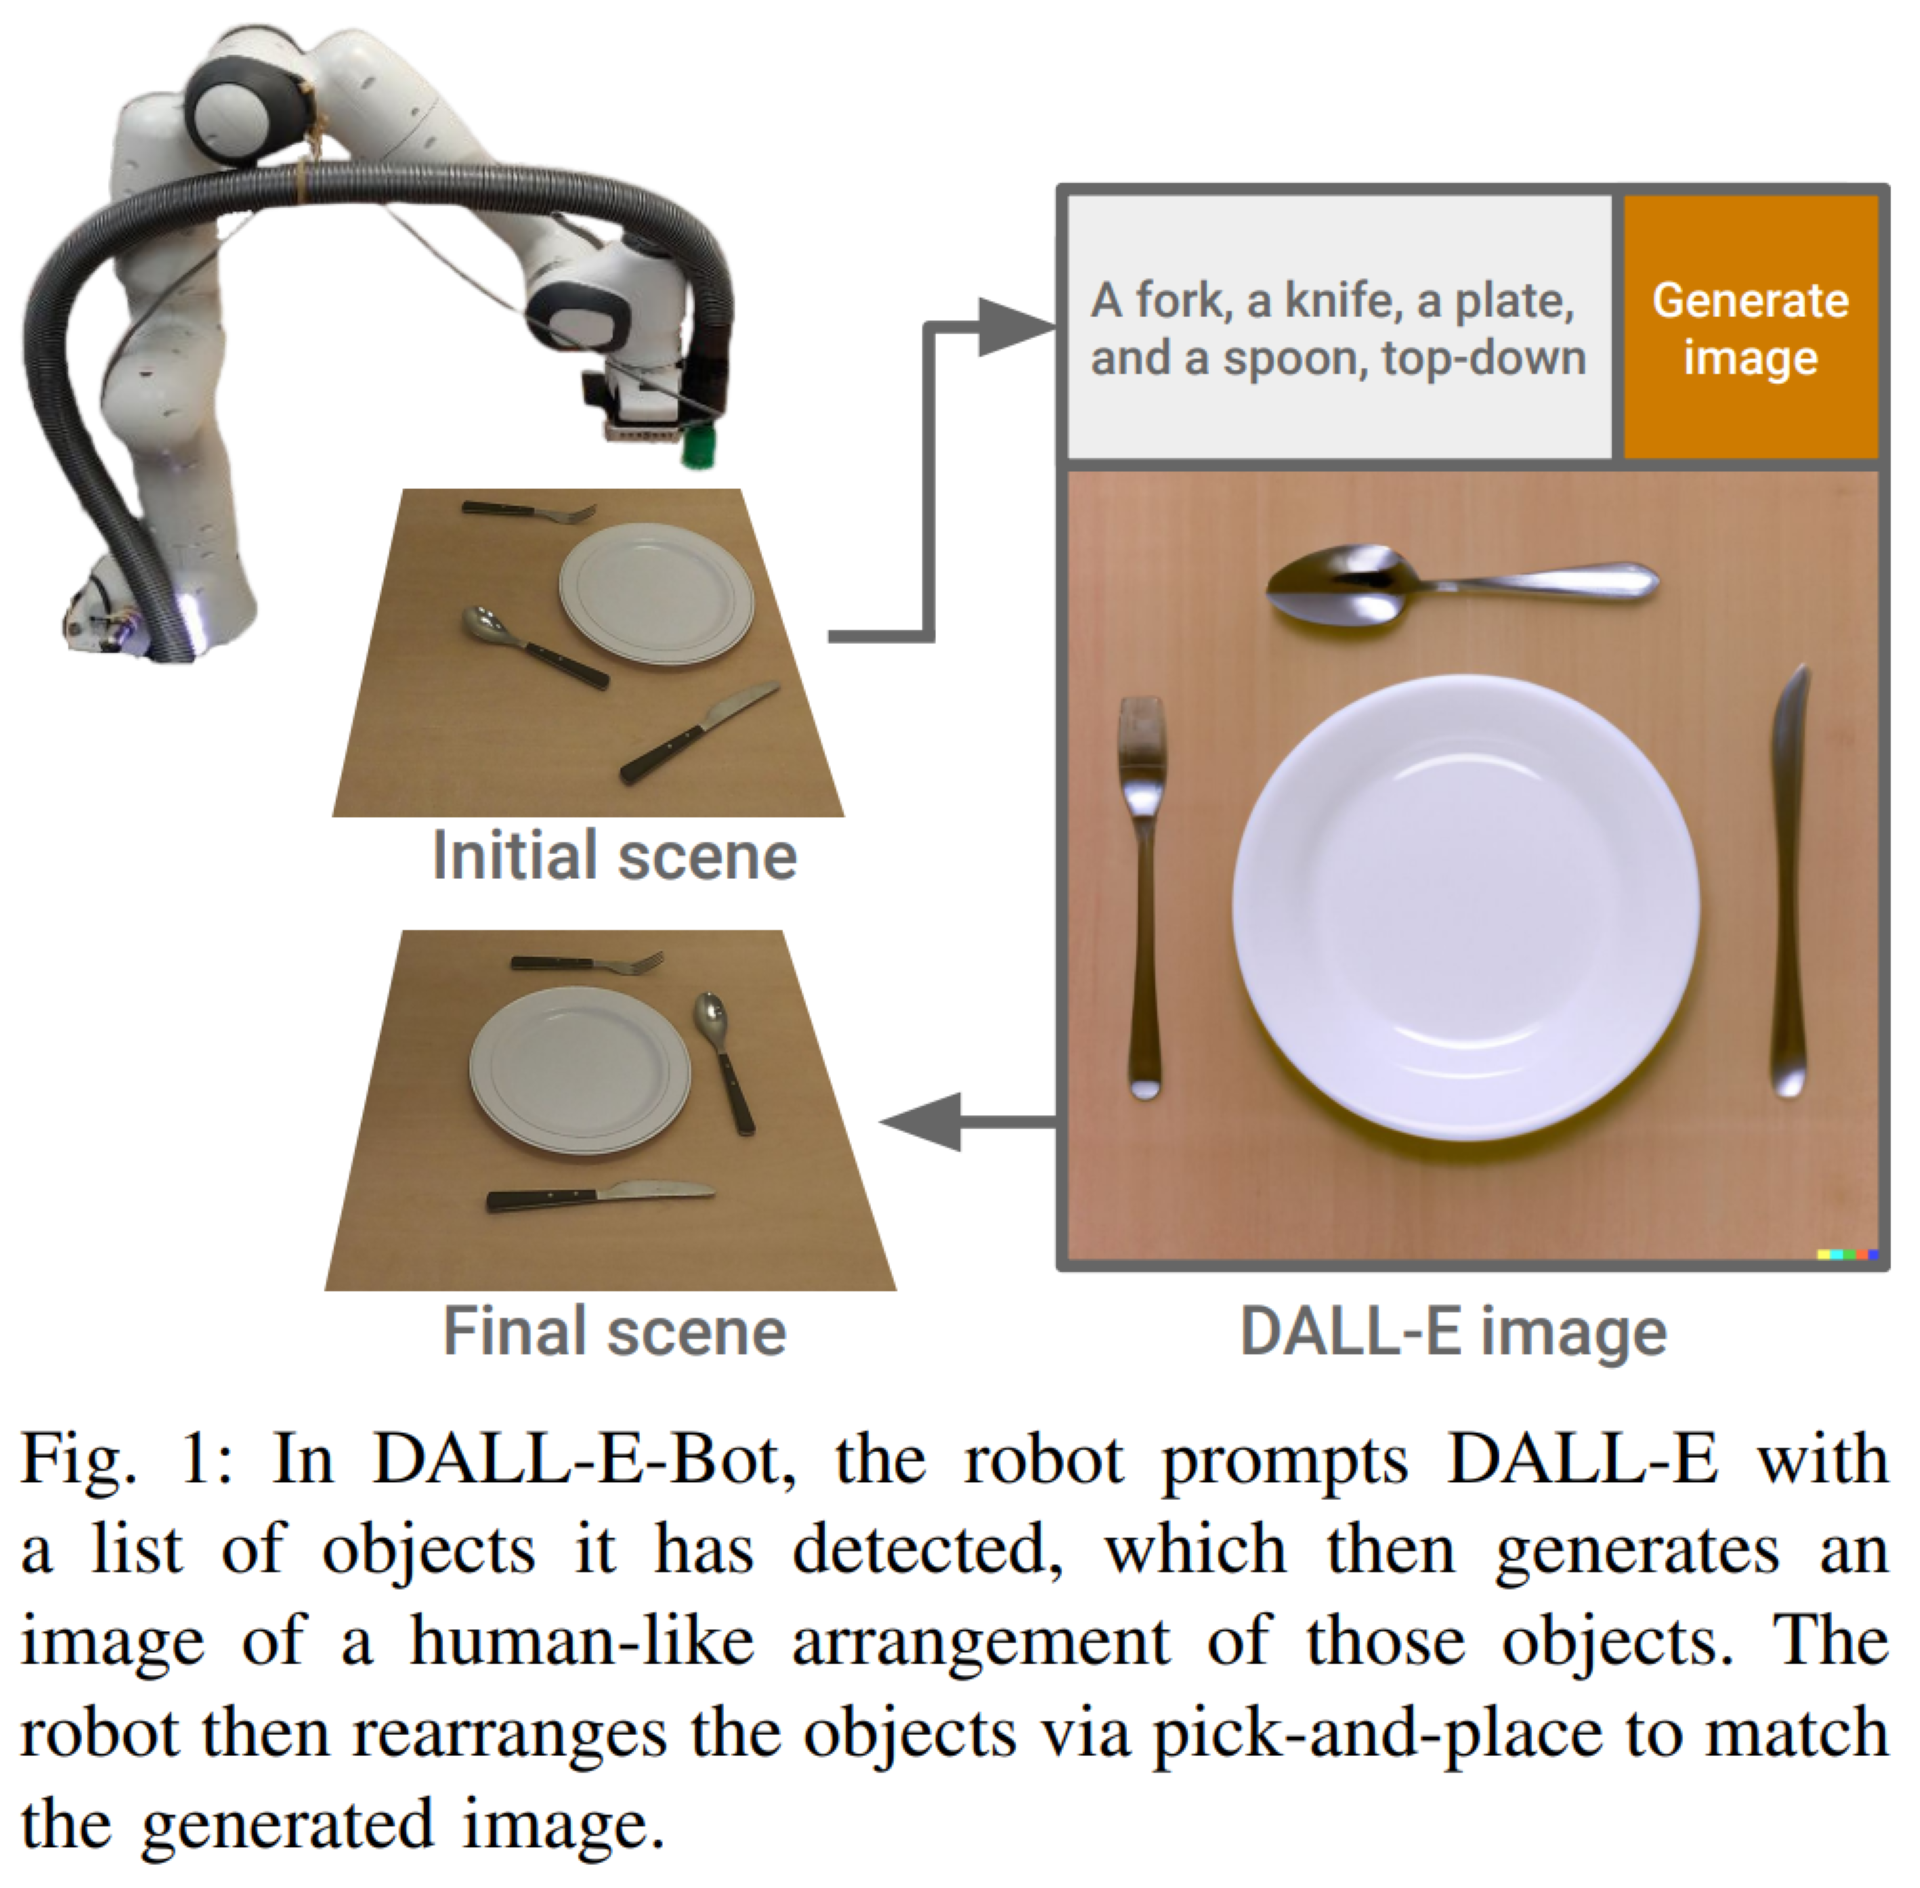 A fork, a knife, a plate,
and a spoon, top-down
Generate
image
Initial scene
Final scene
DALL-E image
Fig. 1: In DALL-E-Bot, the robot prompts DALL-E with
a list of objects it has detected, which then generates an
image of a human-like arrangement of those objects. The
robot then rearranges the objects via pick-and-place to match
the generated image.